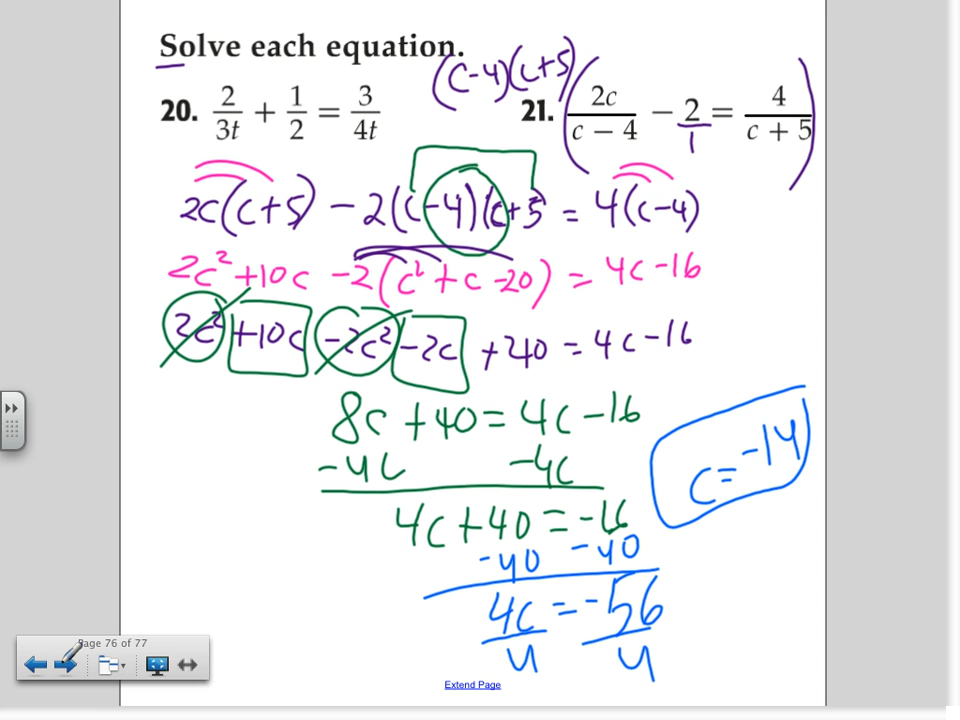 Solve each equation.
(c-4)(c+5)
20. 2/3t + 1/2 = 3/4t
21. (2c/(c - 4) - 2/1 = 4/(c + 5))
2c(c+5) - 2(c-4)(c+5 = 4(c-4)
2c² +10c -2(c² +c -20) = 4c -16
2c² +10c -2c² -2c +40 = 4c -16
8c +40 = 4c -16
-4c -4c
c = -14
4c +40 = -16
-40 -40
4c = -56
4 4
Page 76 of 77
Extend Page